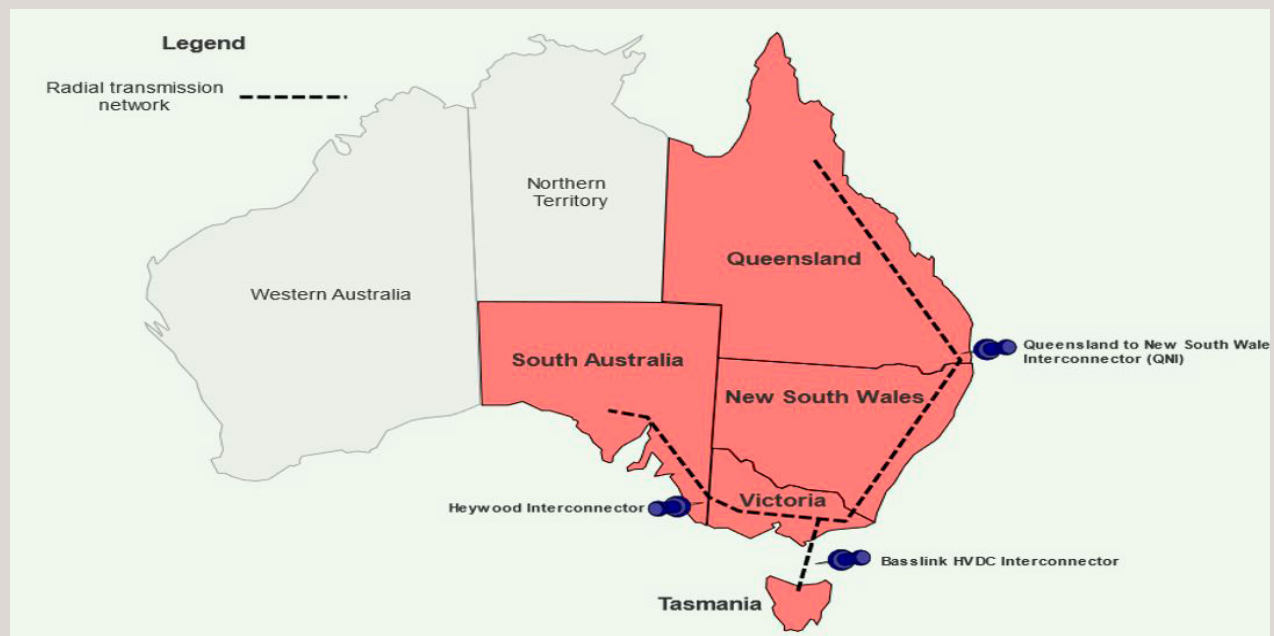 Legend
Radial transmission
network
Northern
Territory
Western Australia
Queensland
South Australia
New South Wales
Victoria
Tasmania
Queensland to New South Wale
Interconnector (QNI)
Heywood Interconnector
Basslink HVDC Interconnector